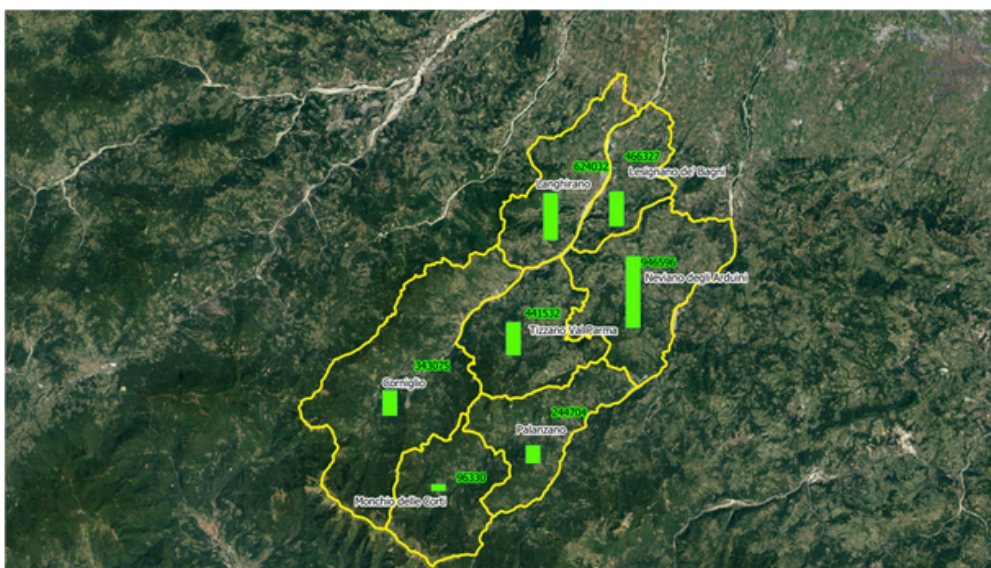 466327
624032
Lesignano de' Bagni
Langhirano
946596
Neviano degli Arduini
441532
Tizzano Val Parma
343075
Corniglio
244704
Palanzano
96330
Monchio delle Corti